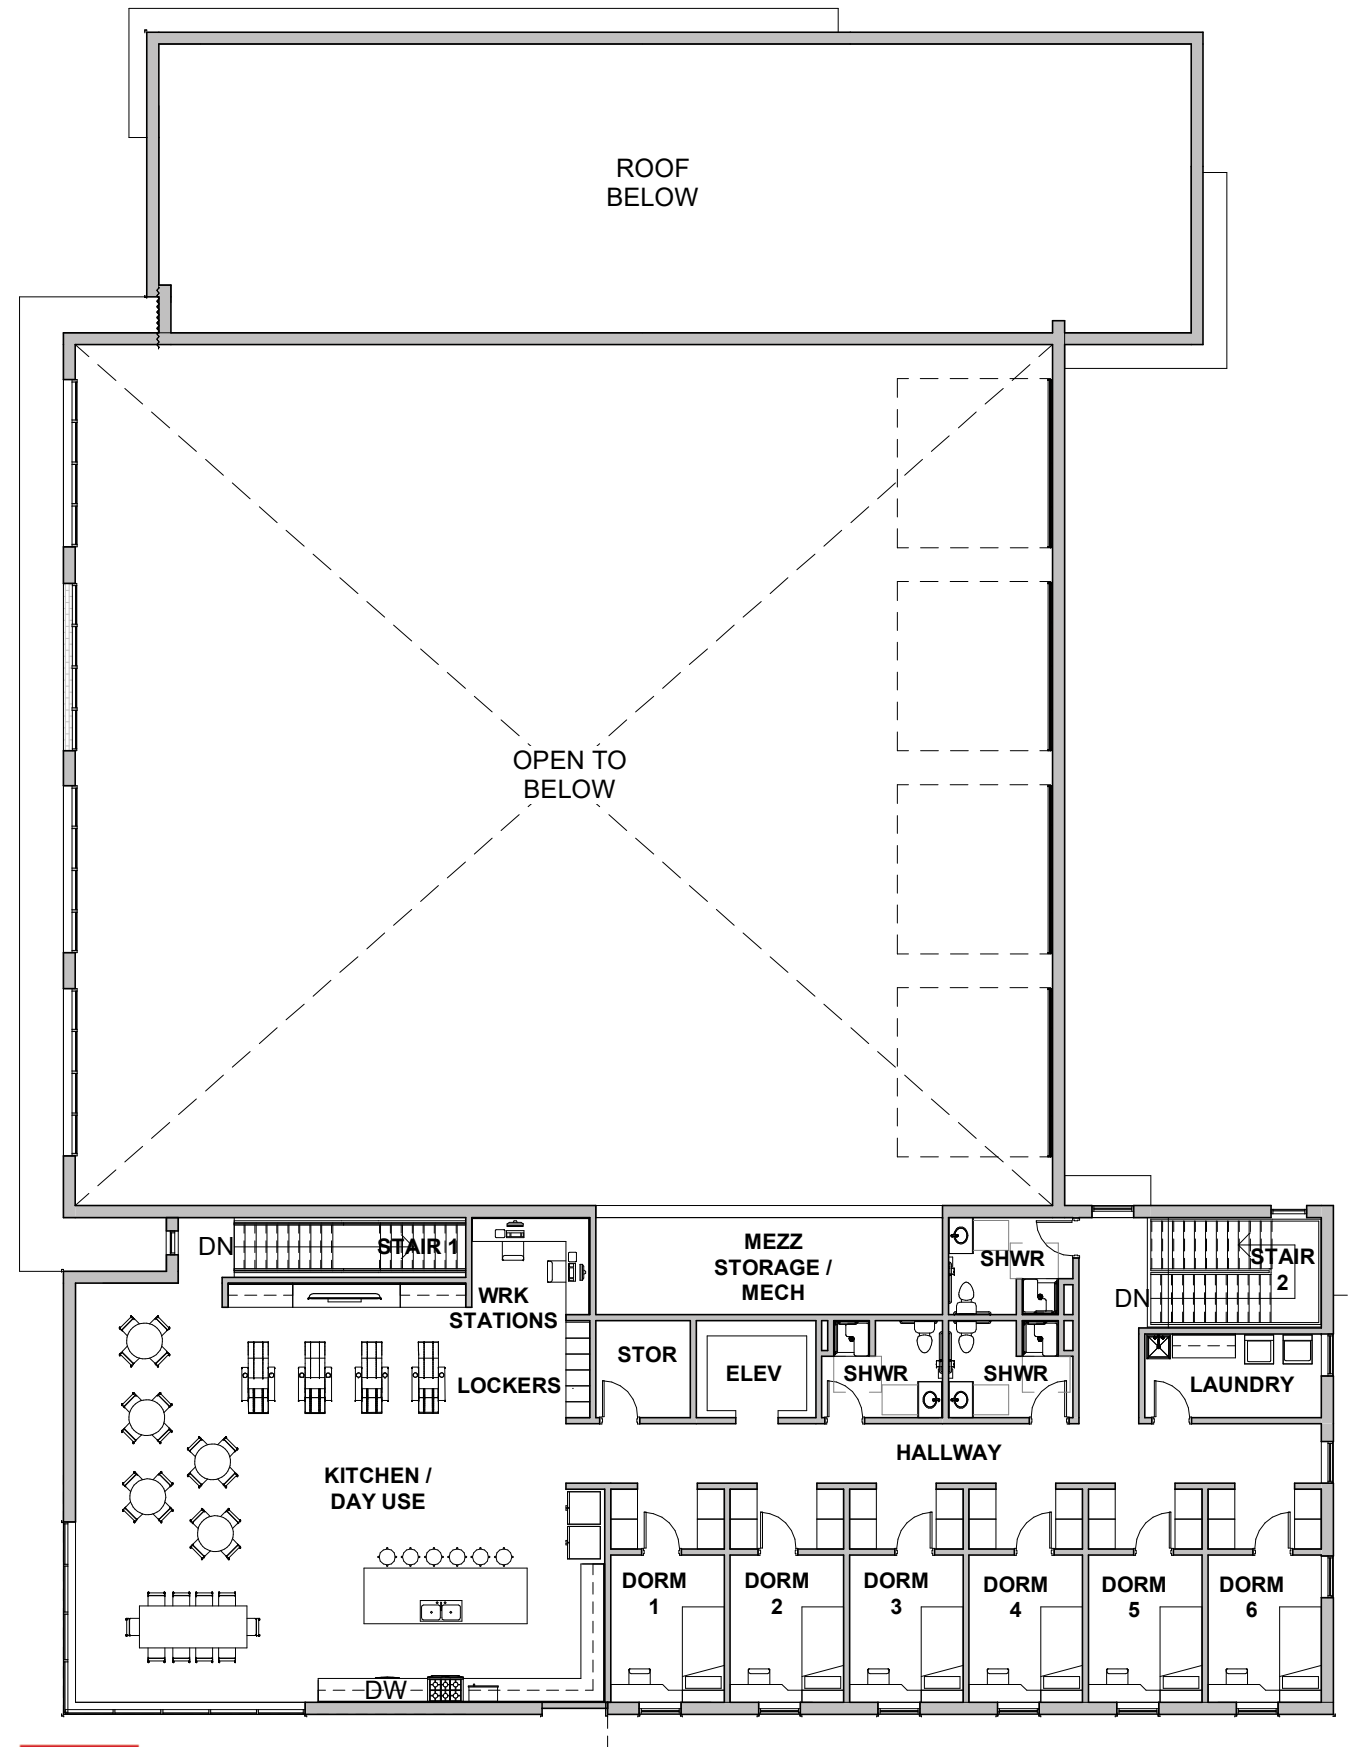 ROOF
BELOW
OPEN TO
BELOW
DN
STAIR 1
WRK
STATIONS
MEZZ
STORAGE /
MECH
SHWR
STAIR
2
DN
LOCKERS
STOR
ELEV
SHWR
SHWR
LAUNDRY
HALLWAY
KITCHEN /
DAY USE
DORM
1
DORM
2
DORM
3
DORM
4
DORM
5
DORM
6
DW